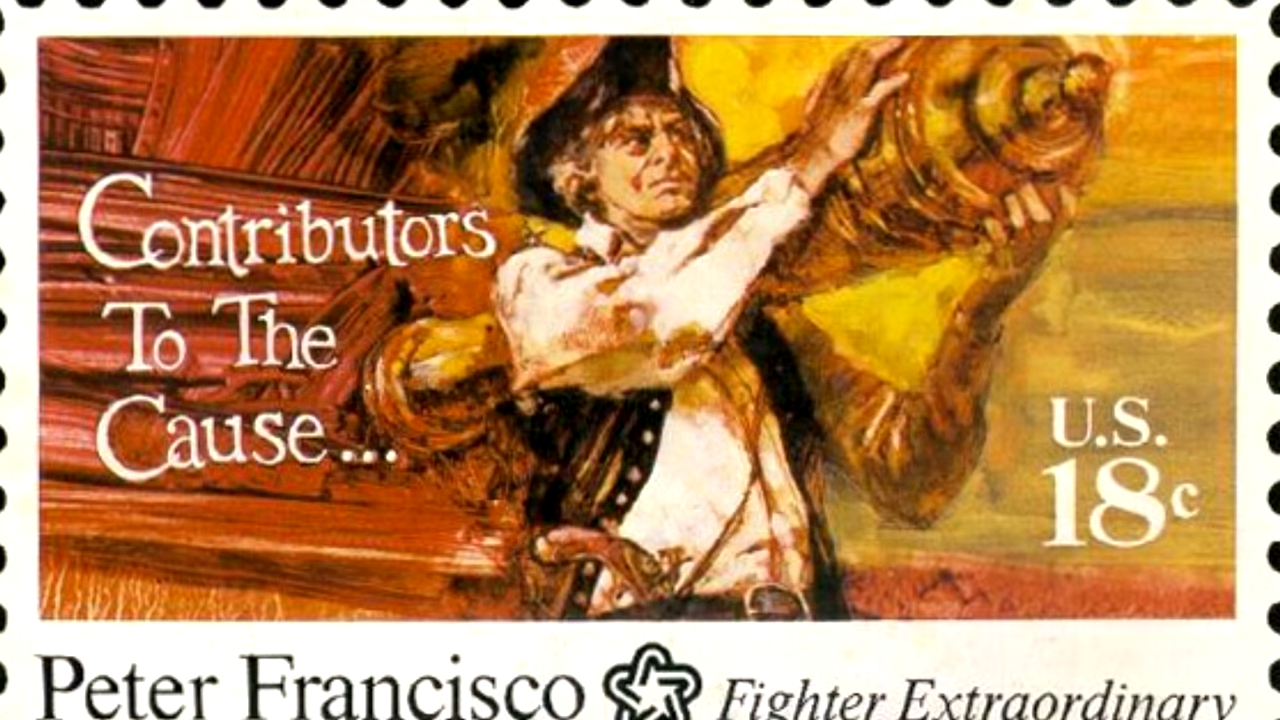 Contributors
To The
Cause...
U.S.
18c
Peter Francisco Fighter Extraordinary